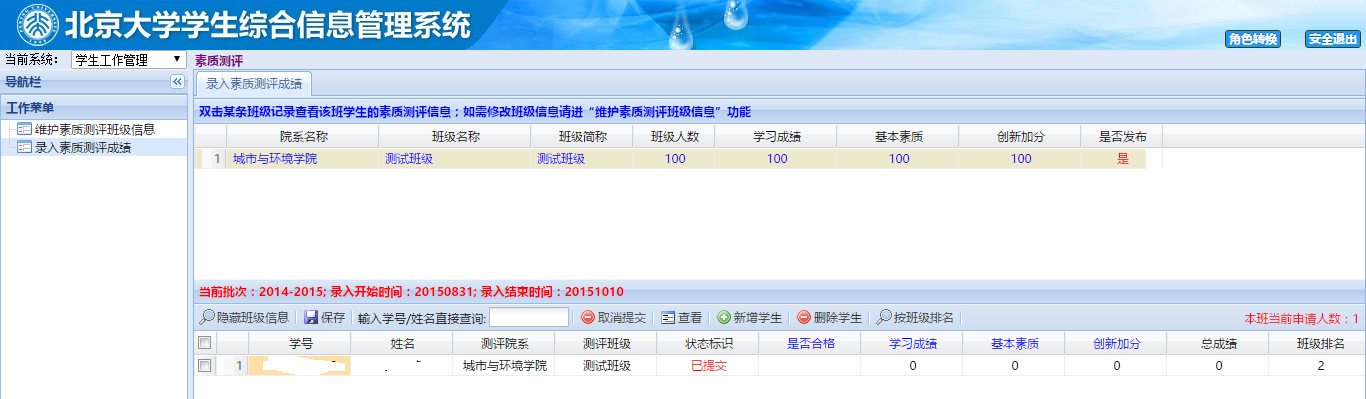 北京大学学生综合信息管理系统
角色转换 安全退出
当前系统: 学生工作管理
素质测评
导航栏
录入素质测评成绩
工作菜单
双击某条班级记录查看该班学生的素质测评信息；如需修改班级信息请进“维护素质测评班级信息”功能
维护素质测评班级信息
录入素质测评成绩
院系名称 班级名称 班级简称 班级人数 学习成绩 基本素质 创新加分 是否发布
1 城市与环境学院 测试班级 测试班级 100 100 100 100 是
当前批次：2014-2015; 录入开始时间：20150831; 录入结束时间：20151010
隐藏班级信息 保存 输入学号/姓名直接查询: 取消提交 查看 新增学生 删除学生 按班级排名 本班当前申请人数：1
学号 姓名 测评院系 测评班级 状态标识 是否合格 学习成绩 基本素质 创新加分 总成绩 班级排名
1 城市与环境学院 测试班级 已提交 0 0 0 0 2